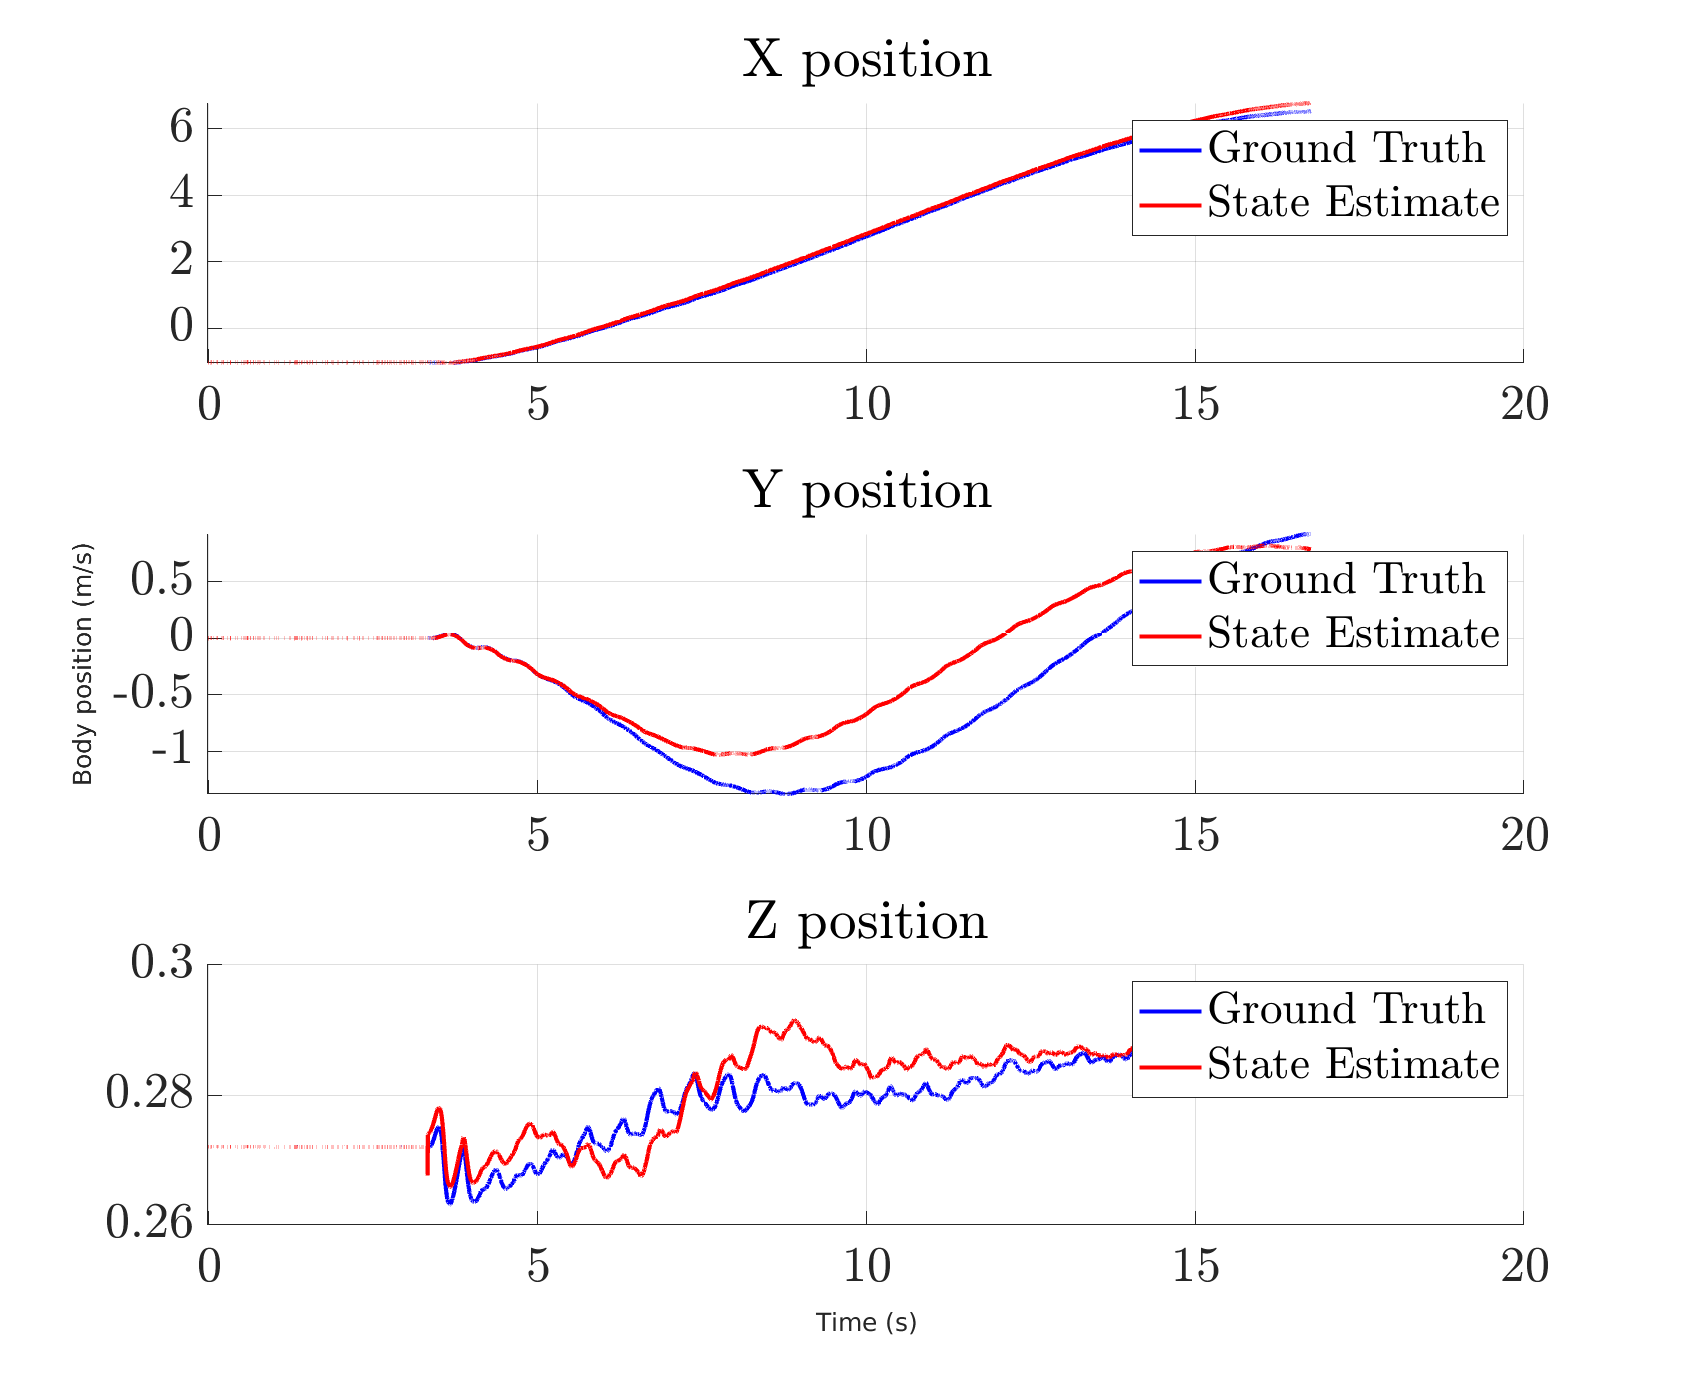 X position
6
4
2
0
Ground Truth
State Estimate
0 5 10 15 20
Y position
Body position (m/s)
0.5
0
-0.5
-1
Ground Truth
State Estimate
0 5 10 15 20
Z position
0.3
0.28
0.26
Ground Truth
State Estimate
0 5 10 15 20
Time (s)